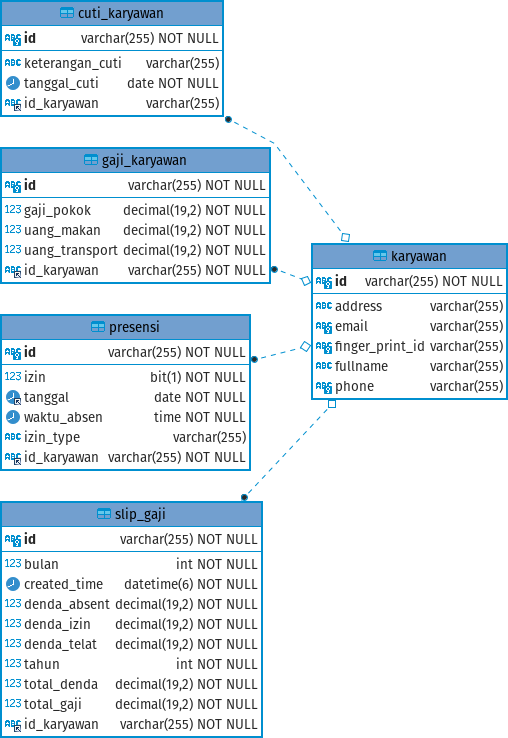 cuti_karyawan
id varchar(255) NOT NULL
keterangan_cuti varchar(255)
tanggal_cuti date NOT NULL
id_karyawan varchar(255)
gaji_karyawan
id varchar(255) NOT NULL
gaji_pokok decimal(19,2) NOT NULL
uang_makan decimal(19,2) NOT NULL
uang_transport decimal(19,2) NOT NULL
id_karyawan varchar(255) NOT NULL
karyawan
id varchar(255) NOT NULL
address varchar(255)
email varchar(255)
finger_print_id varchar(255)
fullname varchar(255)
phone varchar(255)
presensi
id varchar(255) NOT NULL
izin bit(1) NOT NULL
tanggal date NOT NULL
waktu_absen time NOT NULL
izin_type varchar(255)
id_karyawan varchar(255) NOT NULL
slip_gaji
id varchar(255) NOT NULL
bulan int NOT NULL
created_time datetime(6) NOT NULL
denda_absent decimal(19,2) NOT NULL
denda_izin decimal(19,2) NOT NULL
denda_telat decimal(19,2) NOT NULL
tahun int NOT NULL
total_denda decimal(19,2) NOT NULL
total_gaji decimal(19,2) NOT NULL
id_karyawan varchar(255) NOT NULL